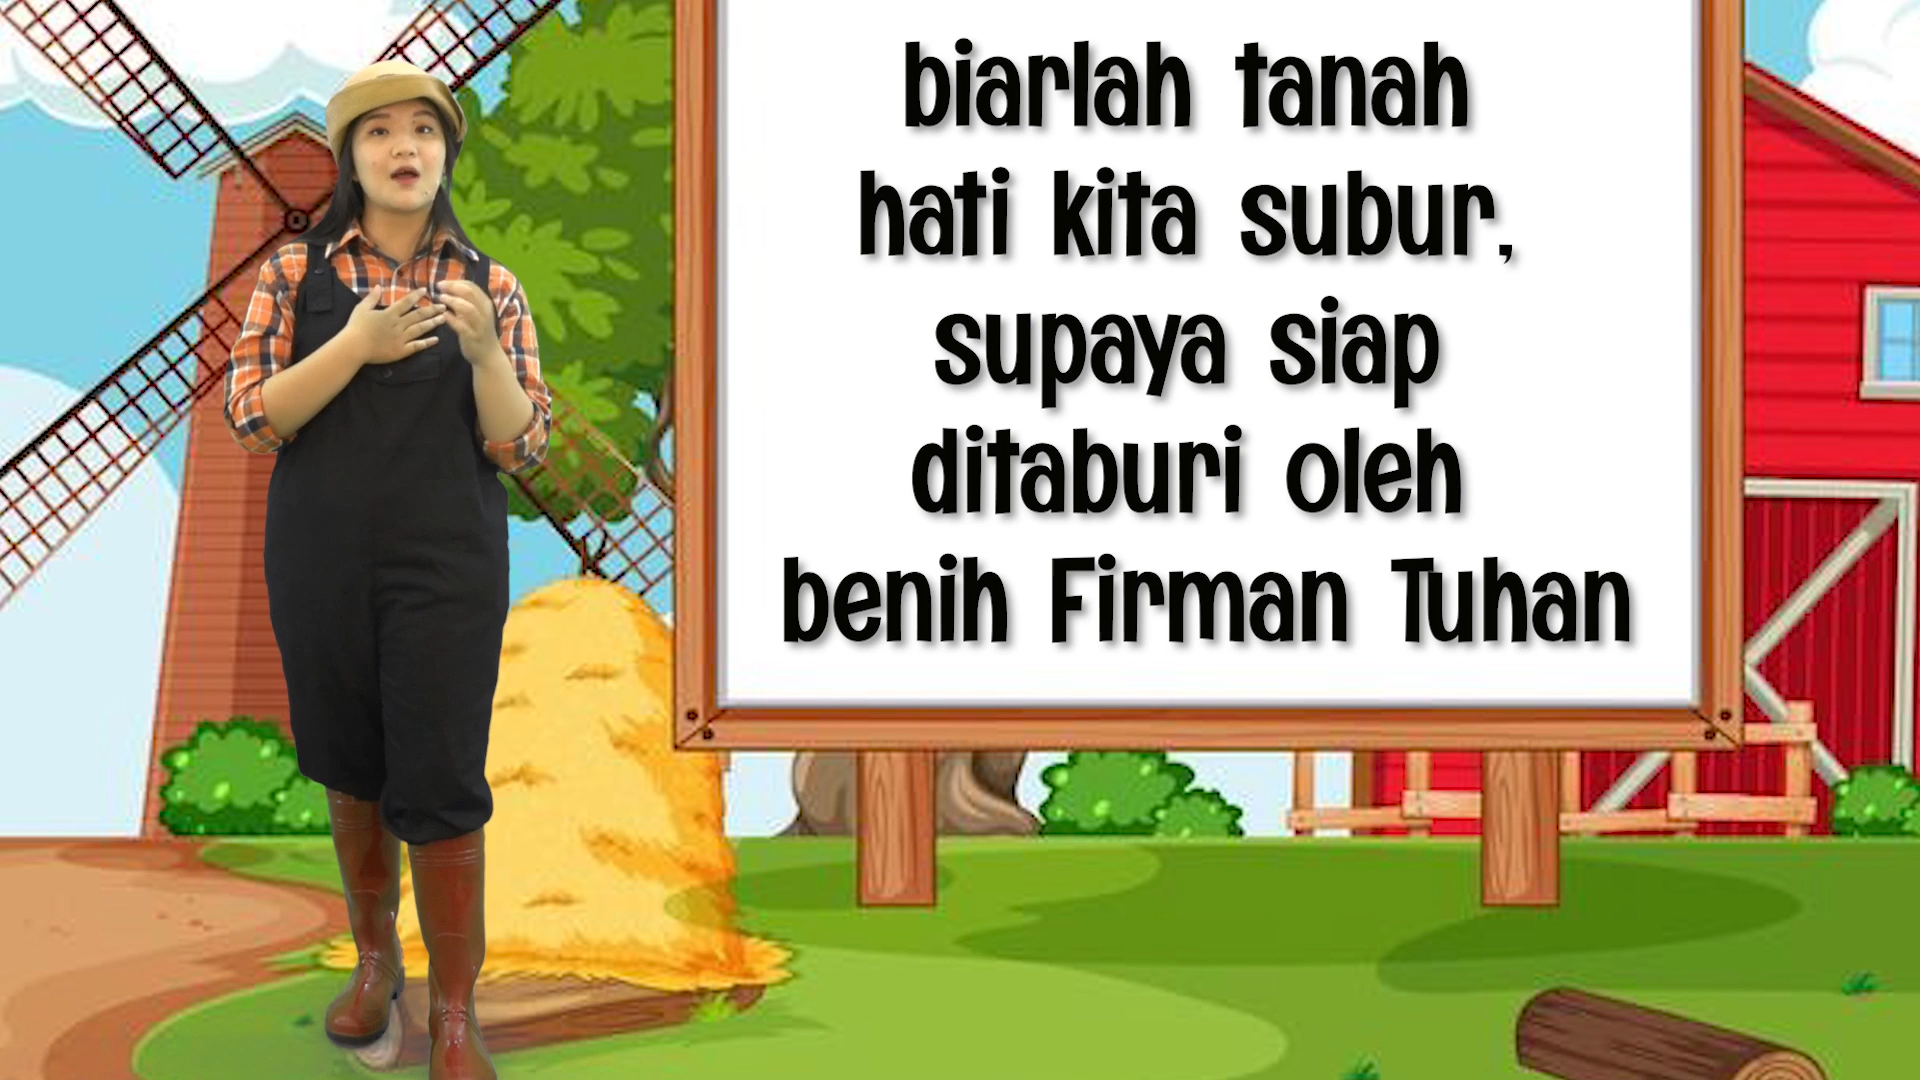 biarlah tanah
hati kita subur,
supaya siap
ditaburi oleh
benih Firman Tuhan